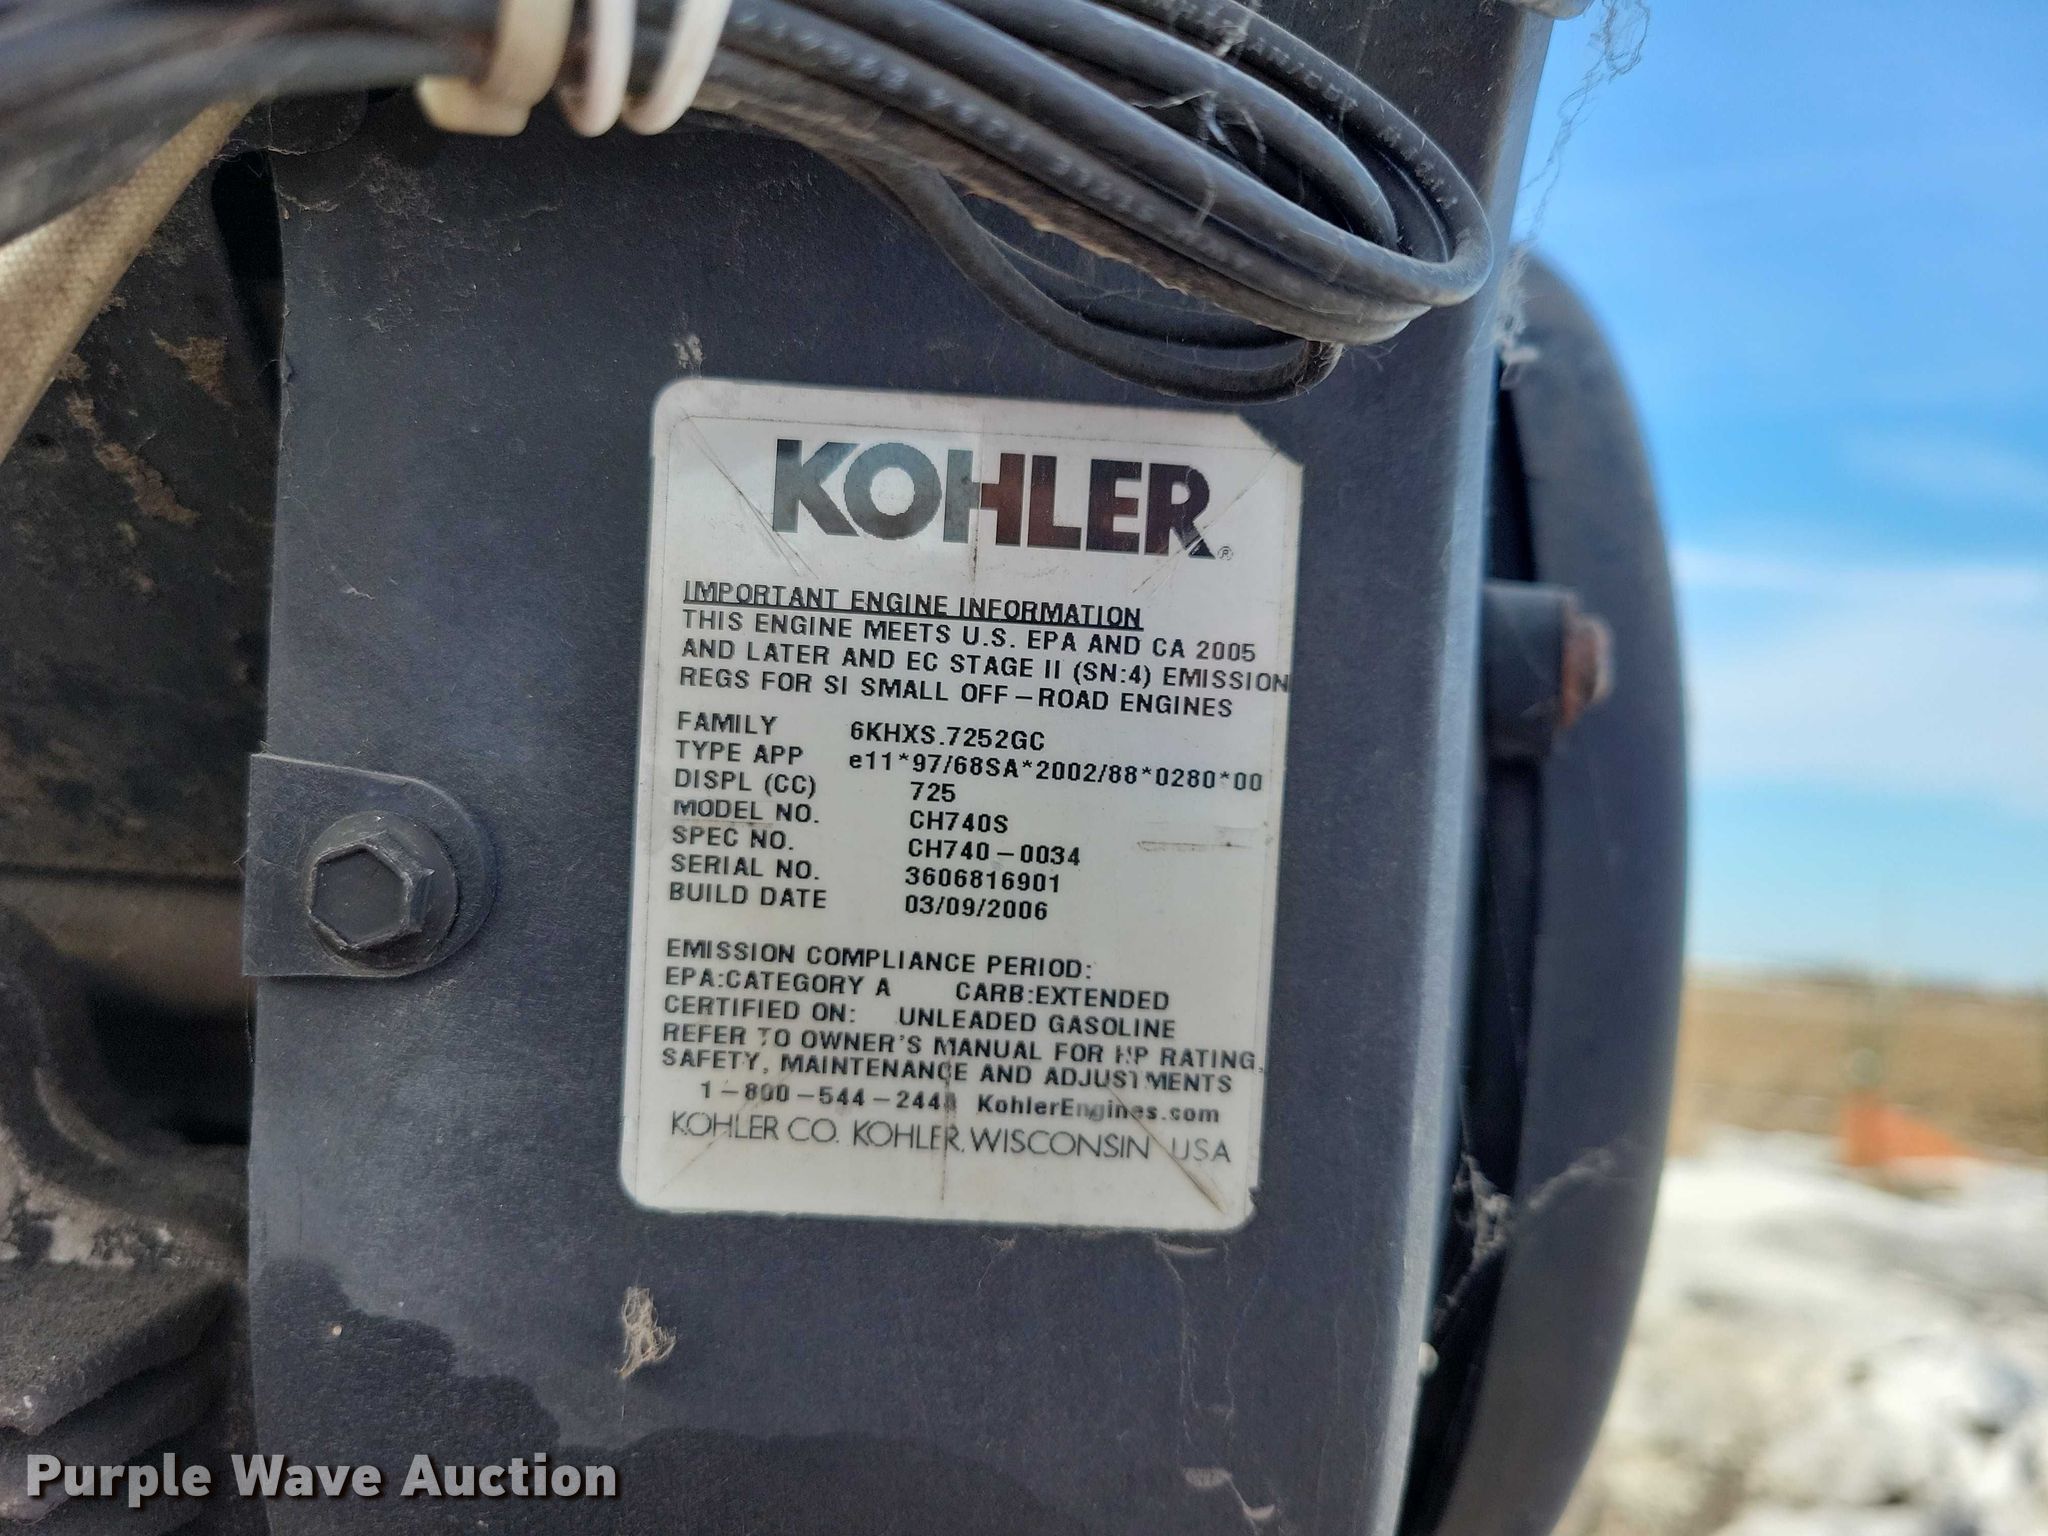 KOHLER®
IMPORTANT ENGINE INFORMATION
THIS ENGINE MEETS U.S. EPA AND CA 2005
AND LATER AND EC STAGE II (SN:4) EMISSION
REGS FOR SI SMALL OFF-ROAD ENGINES
FAMILY 6KHXS.7252GC
TYPE APP e11*97/68SA*2002/88*0280*00
DISPL (CC) 725
MODEL NO. CH740S
SPEC NO. CH740-0034
SERIAL NO. 3606816901
BUILD DATE 03/09/2006
EMISSION COMPLIANCE PERIOD:
EPA:CATEGORY A CARB:EXTENDED
CERTIFIED ON: UNLEADED GASOLINE
REFER TO OWNER'S MANUAL FOR HP RATING,
SAFETY, MAINTENANCE AND ADJUSTMENTS
1-800-544-2444 KohlerEngines.com
KOHLER CO. KOHLER, WISCONSIN USA
Purple Wave Auction